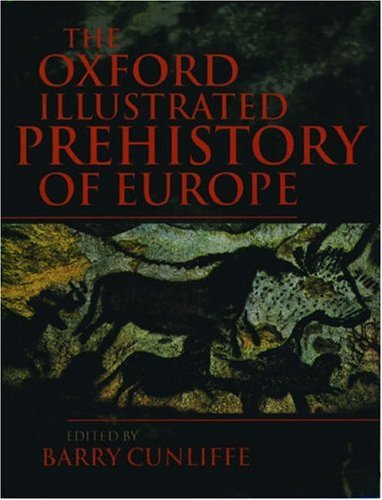 THE
OXFORD
ILLUSTRATED
PREHISTORY
OF EUROPE
EDITED BY
BARRY CUNLIFFE